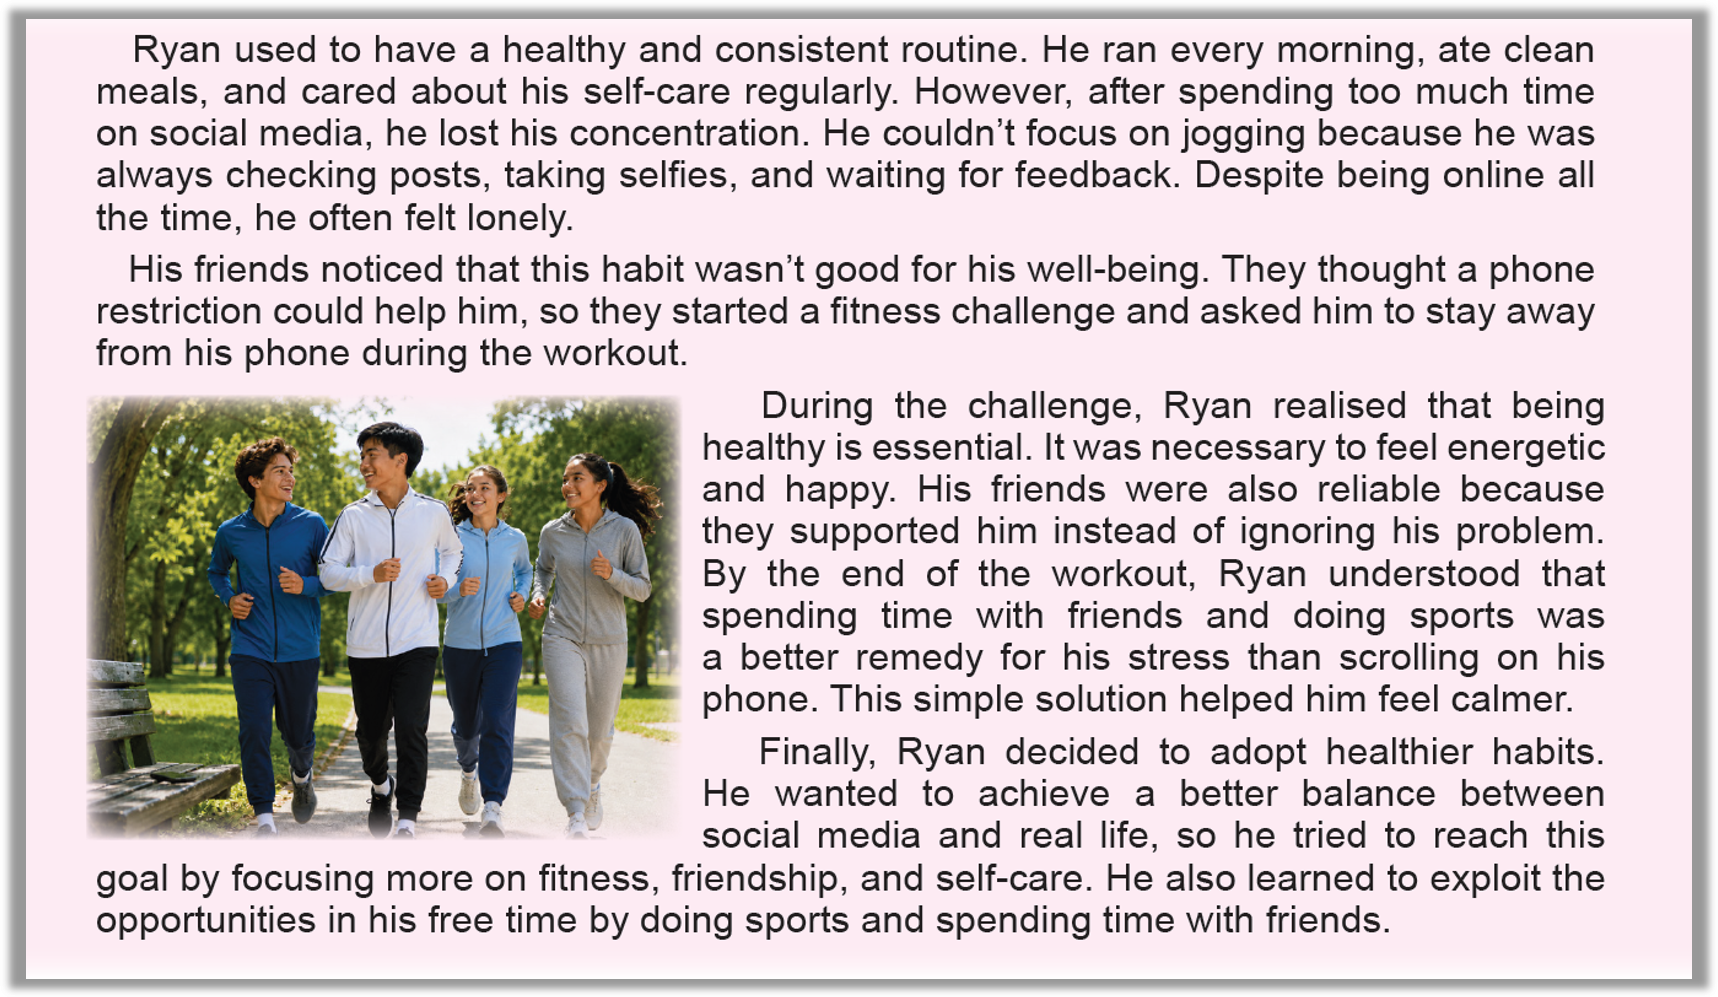 Ryan used to have a healthy and consistent routine. He ran every morning, ate clean
meals, and cared about his self-care regularly. However, after spending too much time
on social media, he lost his concentration. He couldn’t focus on jogging because he was
always checking posts, taking selfies, and waiting for feedback. Despite being online all
the time, he often felt lonely.
His friends noticed that this habit wasn’t good for his well-being. They thought a phone
restriction could help him, so they started a fitness challenge and asked him to stay away
from his phone during the workout.
During the challenge, Ryan realised that being
healthy is essential. It was necessary to feel energetic
and happy. His friends were also reliable because
they supported him instead of ignoring his problem.
By the end of the workout, Ryan understood that
spending time with friends and doing sports was
a better remedy for his stress than scrolling on his
phone. This simple solution helped him feel calmer.
Finally, Ryan decided to adopt healthier habits.
He wanted to achieve a better balance between
social media and real life, so he tried to reach this
goal by focusing more on fitness, friendship, and self-care. He also learned to exploit the
opportunities in his free time by doing sports and spending time with friends.